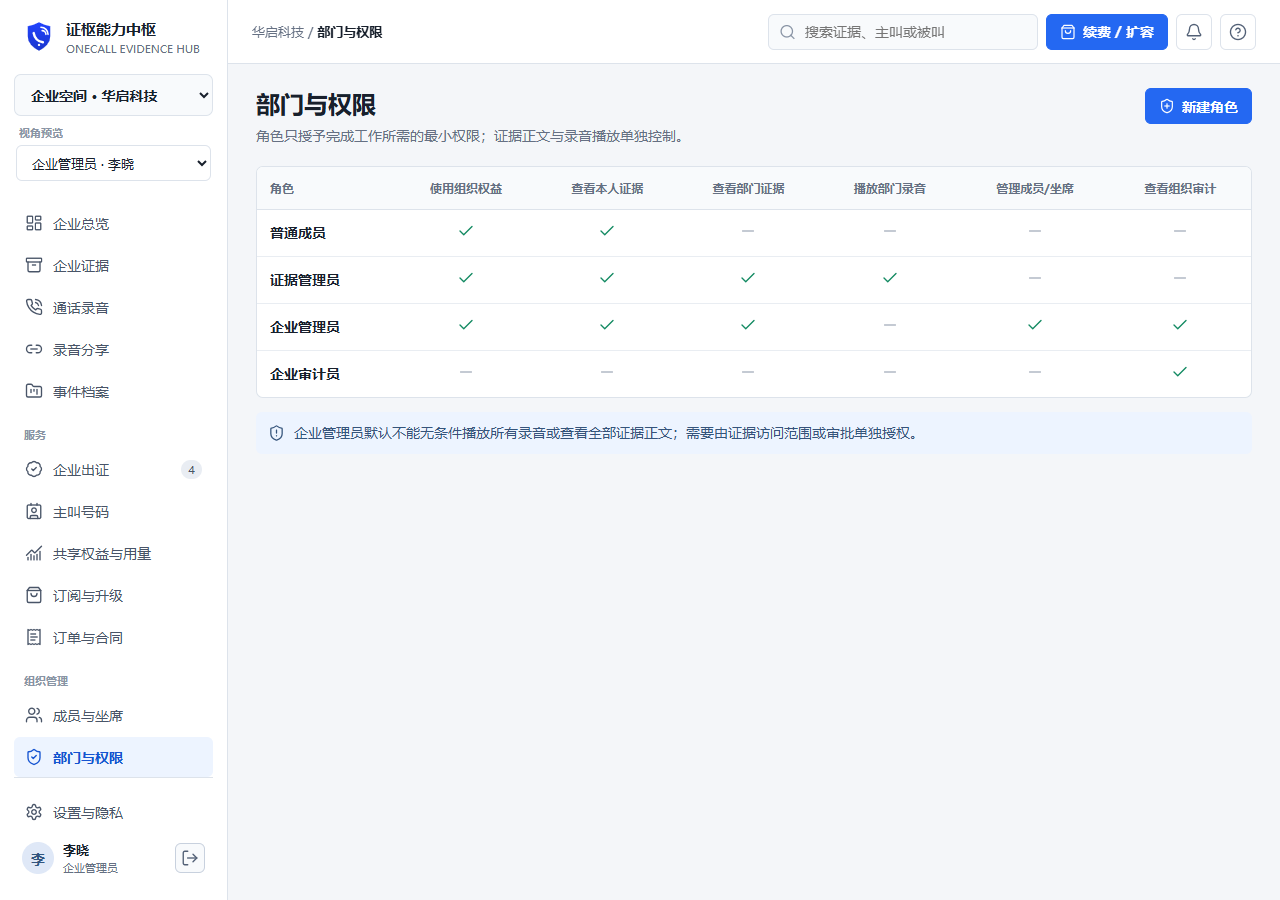 证枢能力中枢
ONECALL EVIDENCE HUB
企业空间 • 华启科技
视角预览
企业管理员 · 李晓
企业总览
企业证据
通话录音
录音分享
事件档案
服务
企业出证 4
主叫号码
共享权益与用量
订阅与升级
订单与合同
组织管理
成员与坐席
部门与权限
设置与隐私
李 李晓
企业管理员
华启科技 / 部门与权限
搜索证据、主叫或被叫
续费 / 扩容
部门与权限
新建角色
角色只授予完成工作所需的最小权限；证据正文与录音播放单独控制。
角色 使用组织权益 查看本人证据 查看部门证据 播放部门录音 管理成员/坐席 查看组织审计
普通成员 ✓ ✓ — — — —
证据管理员 ✓ ✓ ✓ ✓ — —
企业管理员 ✓ ✓ ✓ — ✓ ✓
企业审计员 — — — — — ✓
企业管理员默认不能无条件播放所有录音或查看全部证据正文；需要由证据访问范围或审批单独授权。